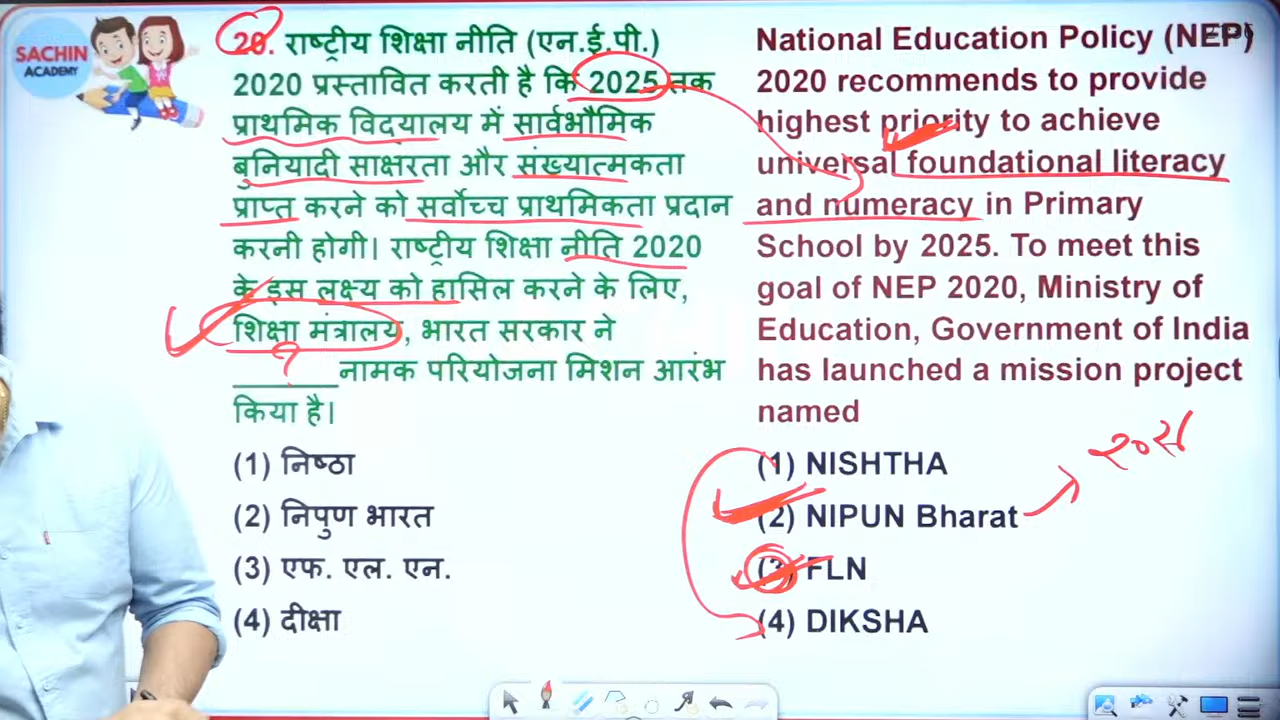 SACHIN
ACADEMY
20. राष्ट्रीय शिक्षा नीति (एन.ई.पी.)
2020 प्रस्तावित करती है कि 2025 तक
प्राथमिक विद्यालय में सार्वभौमिक
बुनियादी साक्षरता और संख्यात्मकता
प्राप्त करने को सर्वोच्च प्राथमिकता प्रदान
करनी होगी। राष्ट्रीय शिक्षा नीति 2020
के इस लक्ष्य को हासिल करने के लिए,
शिक्षा मंत्रालय, भारत सरकार ने
________ नामक परियोजना मिशन आरंभ
किया है।
(1) निष्ठा
(2) निपुण भारत
(3) एफ. एल. एन.
(4) दीक्षा
National Education Policy (NEP)
2020 recommends to provide
highest priority to achieve
universal foundational literacy
and numeracy in Primary
School by 2025. To meet this
goal of NEP 2020, Ministry of
Education, Government of India
has launched a mission project
named
(1) NISHTHA
(2) NIPUN Bharat
(3) FLN
(4) DIKSHA
?